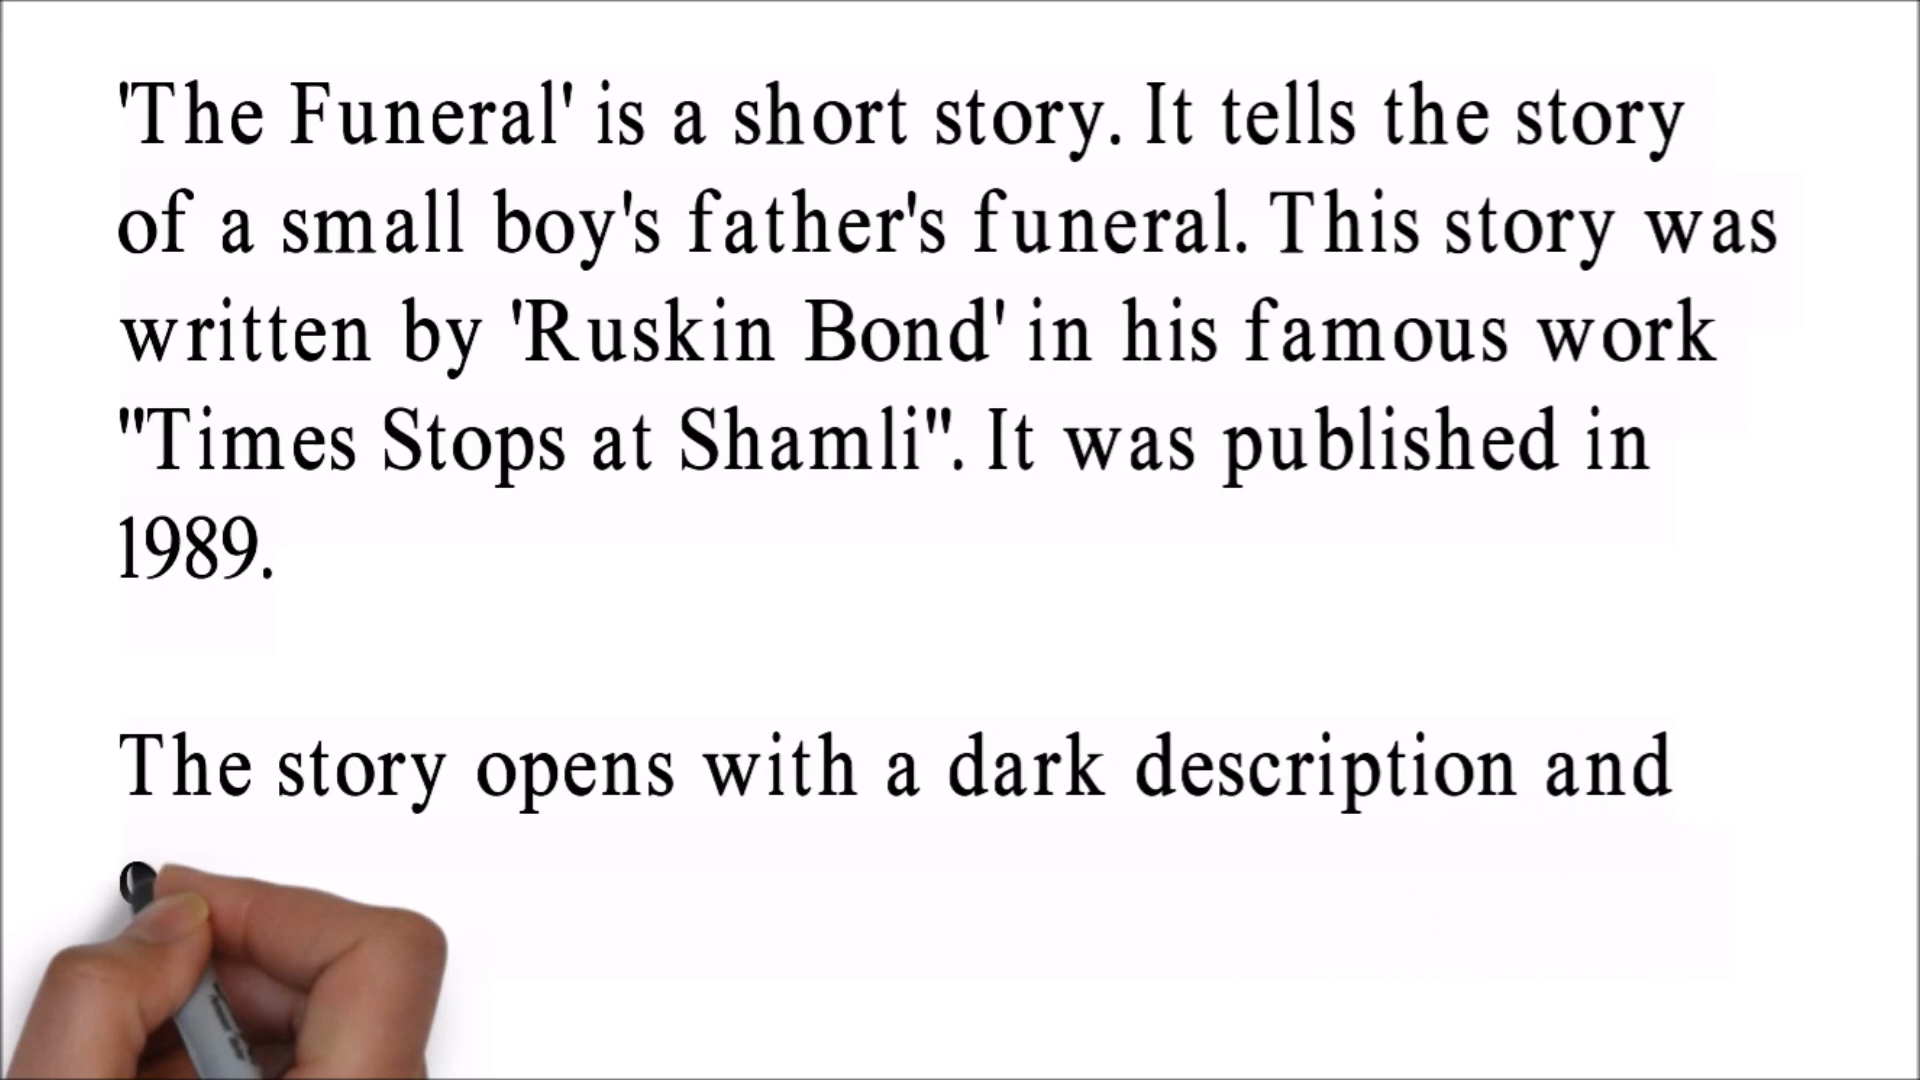 'The Funeral' is a short story. It tells the story
of a small boy's father's funeral. This story was
written by 'Ruskin Bond' in his famous work
"Times Stops at Shamli". It was published in
1989.
The story opens with a dark description and